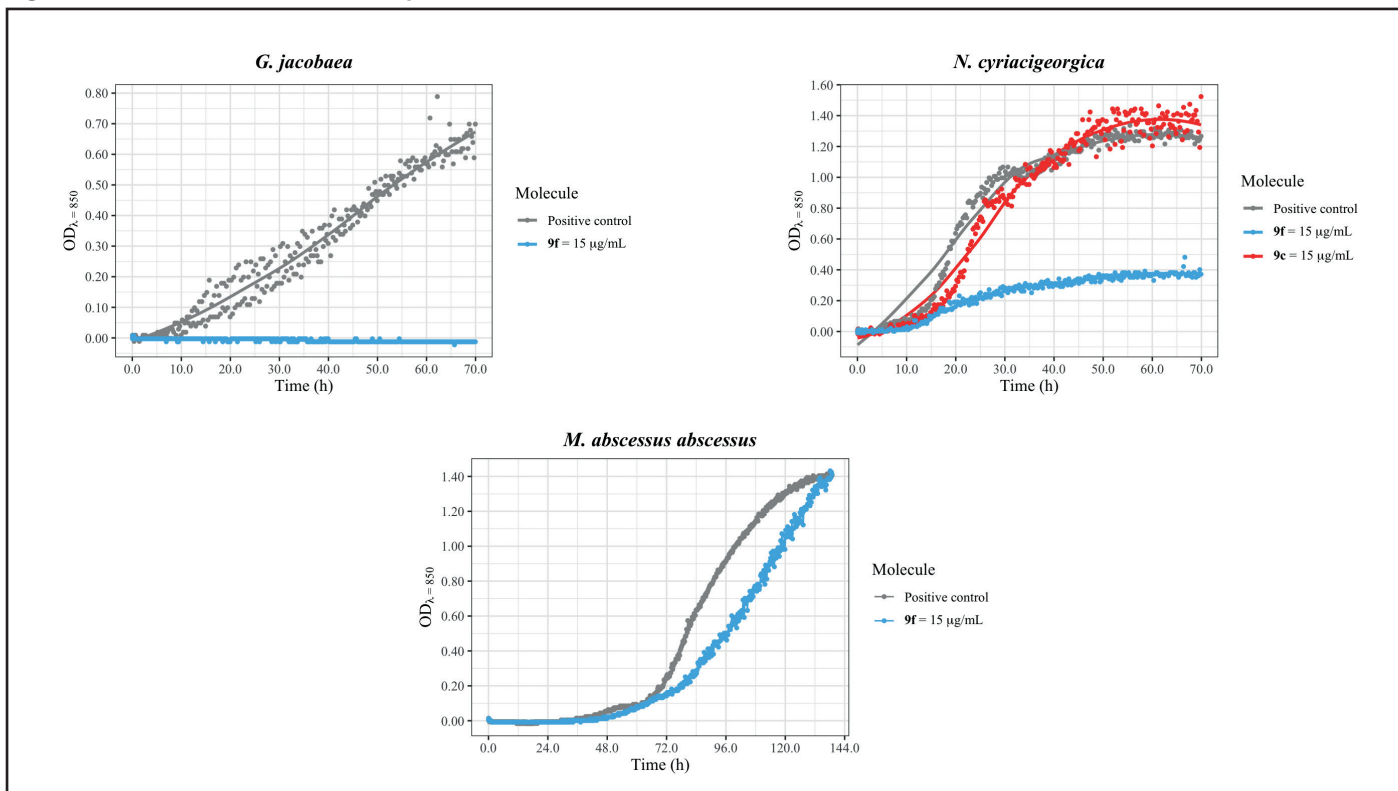 G. jacobaea
0.80
0.70
0.60
0.50
0.40
0.30
0.20
0.10
0.00
ODλ = 850
0.0 10.0 20.0 30.0 40.0 50.0 60.0 70.0
Time (h)
Molecule
Positive control
9f = 15 µg/mL
N. cyriacigeorgica
1.60
1.40
1.20
1.00
0.80
0.60
0.40
0.20
0.00
ODλ = 850
0.0 10.0 20.0 30.0 40.0 50.0 60.0 70.0
Time (h)
Molecule
Positive control
9f = 15 µg/mL
9c = 15 µg/mL
M. abscessus abscessus
1.40
1.20
1.00
0.80
0.60
0.40
0.20
0.00
ODλ = 850
0.0 24.0 48.0 72.0 96.0 120.0 144.0
Time (h)
Molecule
Positive control
9f = 15 µg/mL